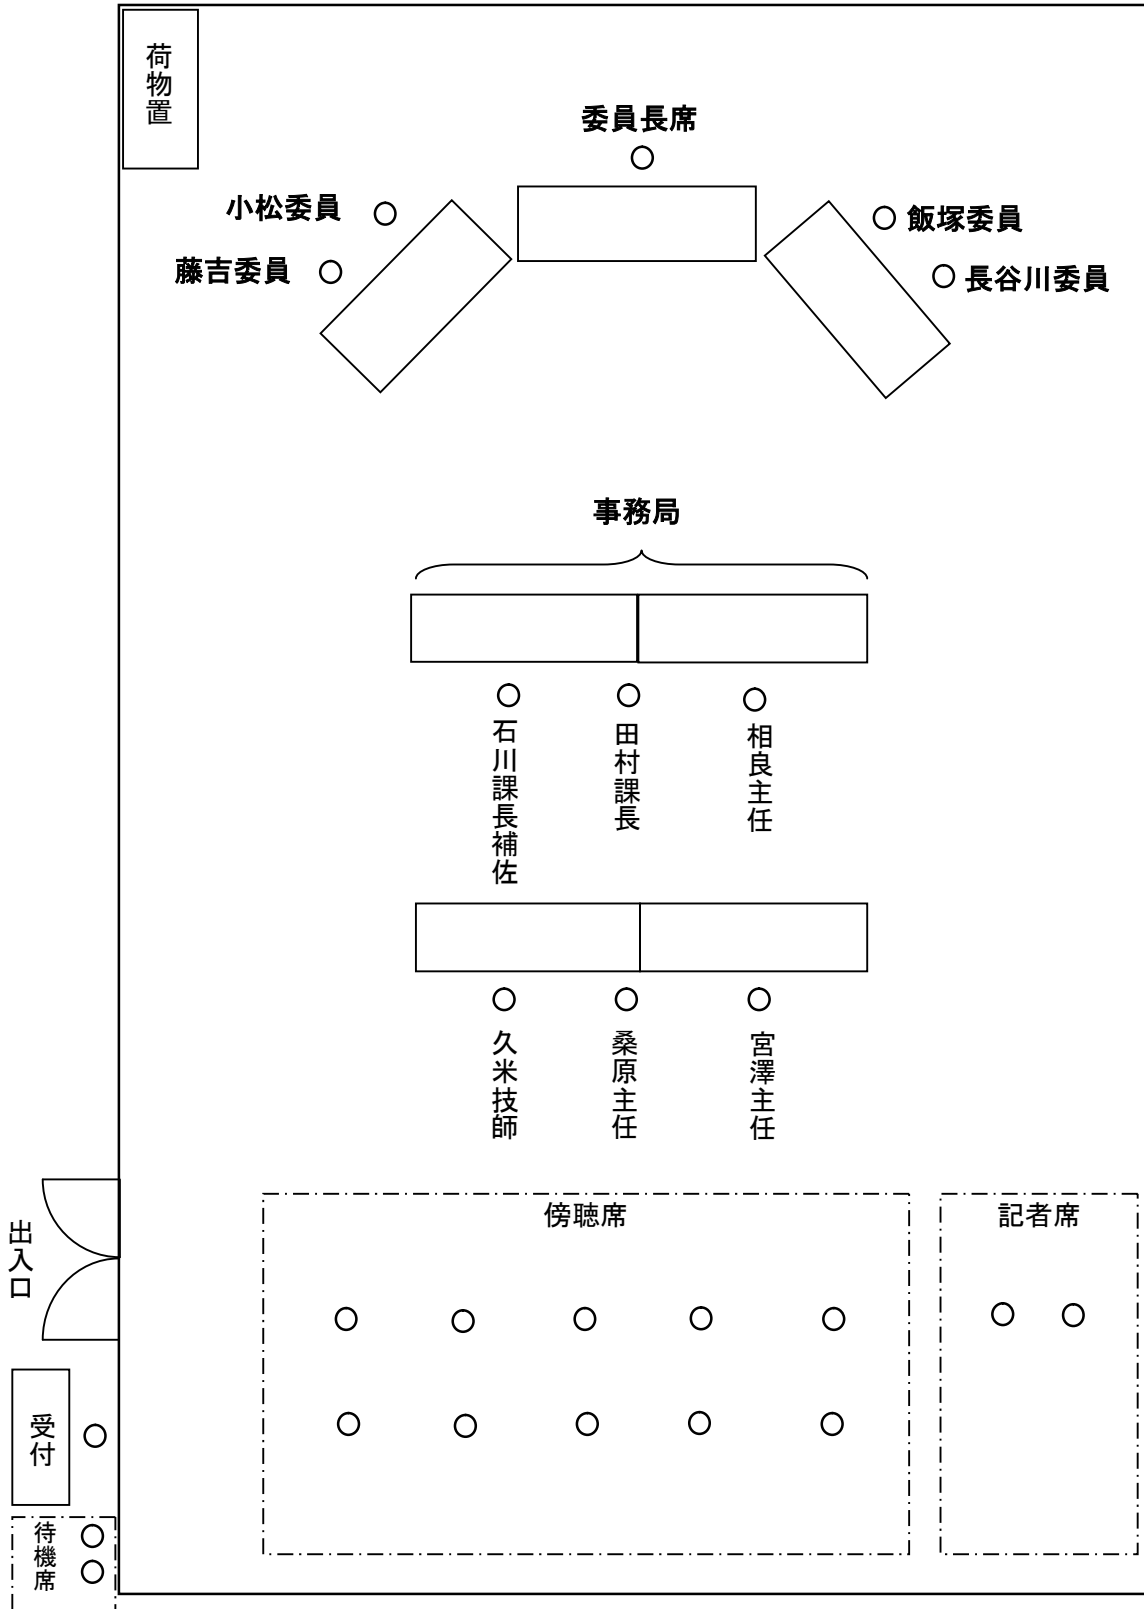 荷物置
委員長席
小松委員
飯塚委員
藤吉委員
長谷川委員
事務局
石川課長補佐
田村課長
相良主任
久米技師
桑原主任
宮澤主任
出入口
傍聴席
記者席
受付
待機席